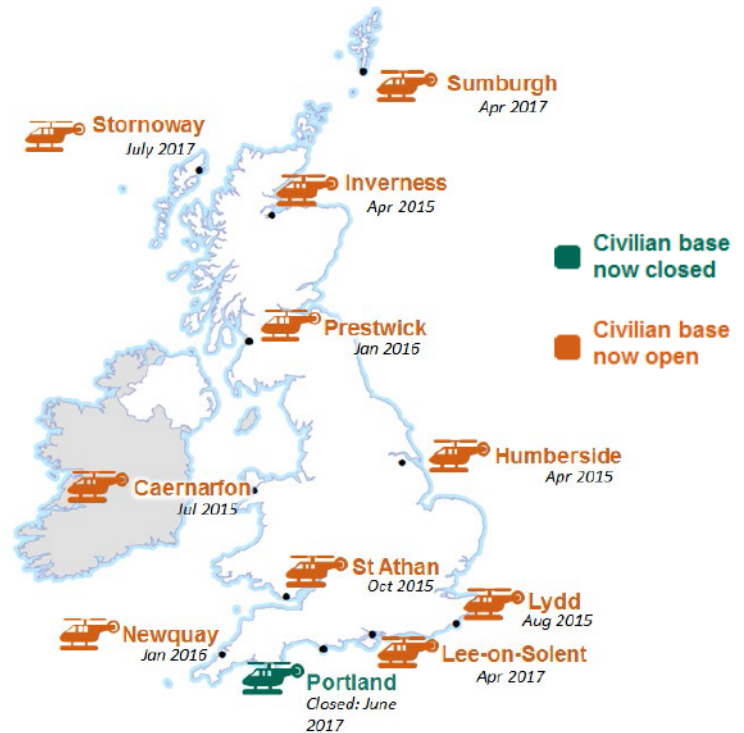 Sumburgh
Apr 2017
Stornoway
July 2017
Inverness
Apr 2015
Civilian base
now closed
Prestwick
Jan 2016
Civilian base
now open
Humberside
Apr 2015
Caernarfon
Jul 2015
St Athan
Oct 2015
Lydd
Aug 2015
Newquay
Jan 2016
Lee-on-Solent
Apr 2017
Portland
Closed: June
2017